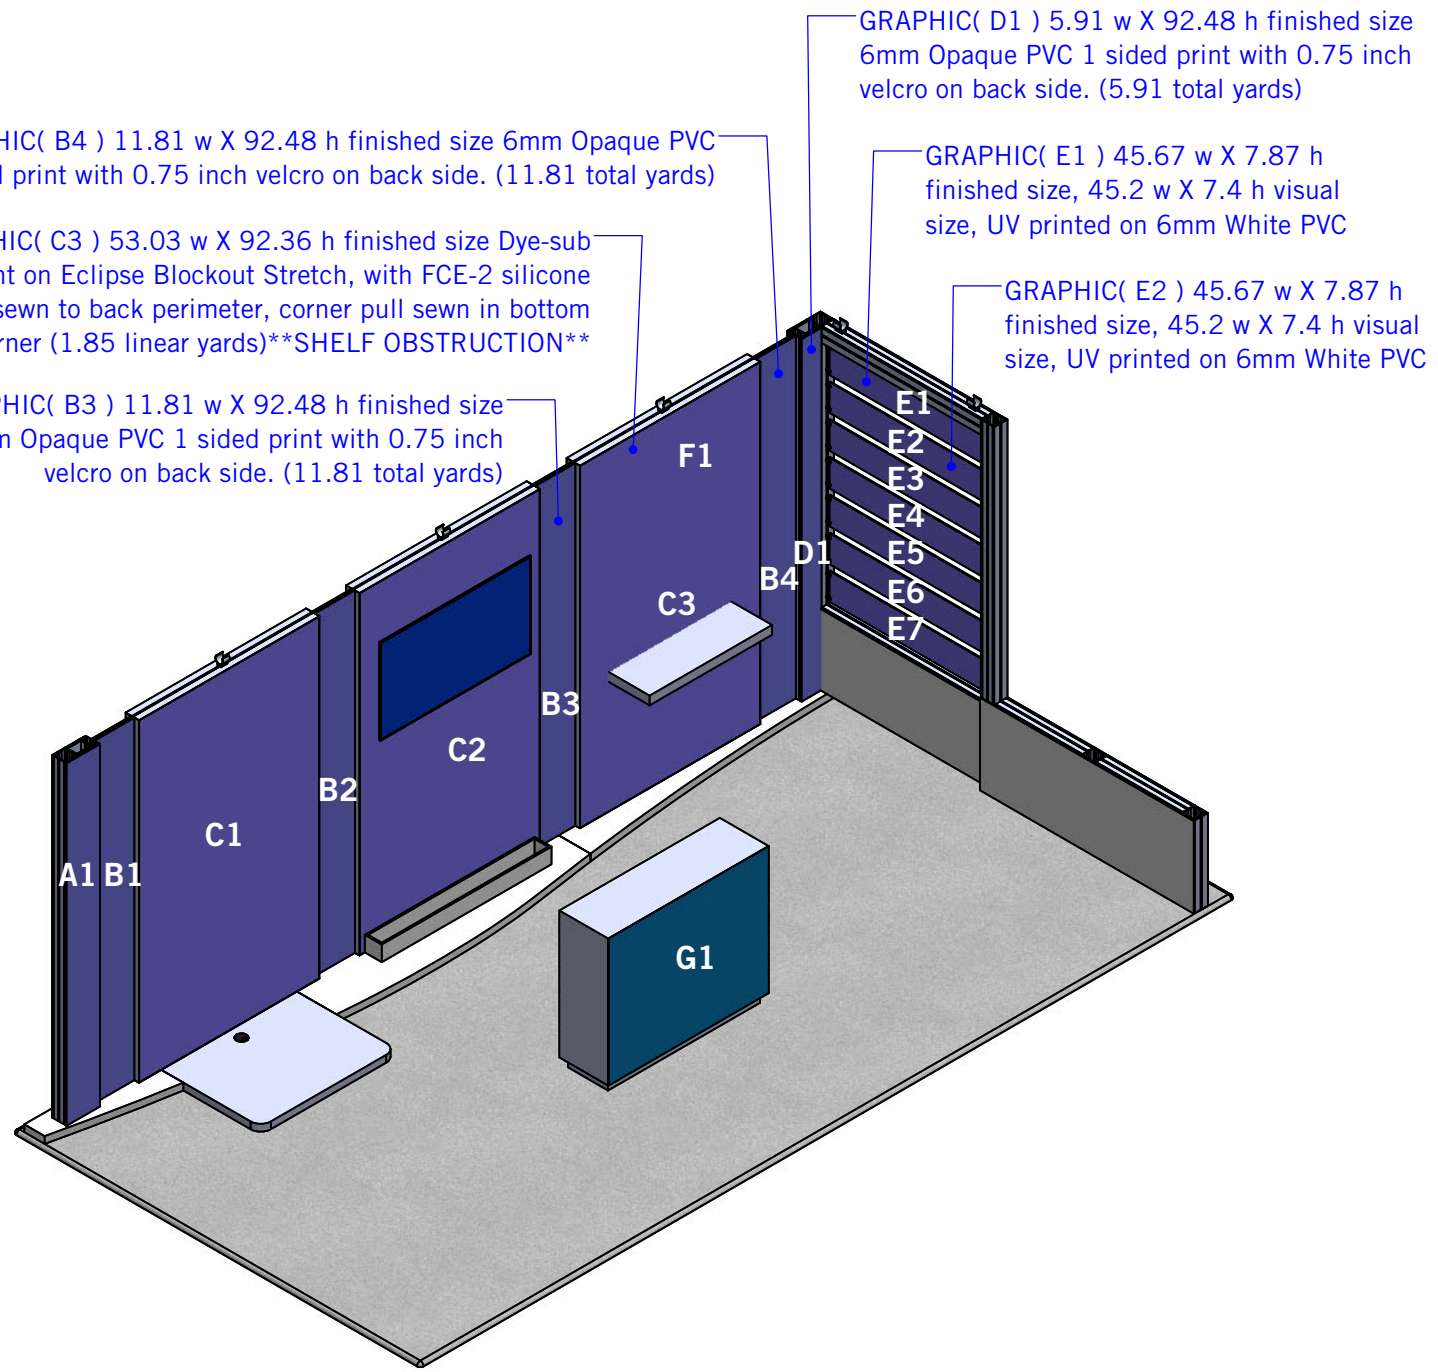 GRAPHIC( D1 ) 5.91 w X 92.48 h finished size
6mm Opaque PVC 1 sided print with 0.75 inch
velcro on back side. (5.91 total yards)
HIC( B4 ) 11.81 w X 92.48 h finished size 6mm Opaque PVC
print with 0.75 inch velcro on back side. (11.81 total yards)
GRAPHIC( E1 ) 45.67 w X 7.87 h
finished size, 45.2 w X 7.4 h visual
size, UV printed on 6mm White PVC
HIC( C3 ) 53.03 w X 92.36 h finished size Dye-sub
nt on Eclipse Blockout Stretch, with FCE-2 silicone
sewn to back perimeter, corner pull sewn in bottom
rner (1.85 linear yards)**SHELF OBSTRUCTION**
GRAPHIC( E2 ) 45.67 w X 7.87 h
finished size, 45.2 w X 7.4 h visual
size, UV printed on 6mm White PVC
PHIC( B3 ) 11.81 w X 92.48 h finished size
m Opaque PVC 1 sided print with 0.75 inch
velcro on back side. (11.81 total yards)
E1
E2
E3
E4
E5
E6
E7
F1
D1
B4
C3
B3
C2
B2
C1
A1
B1
G1